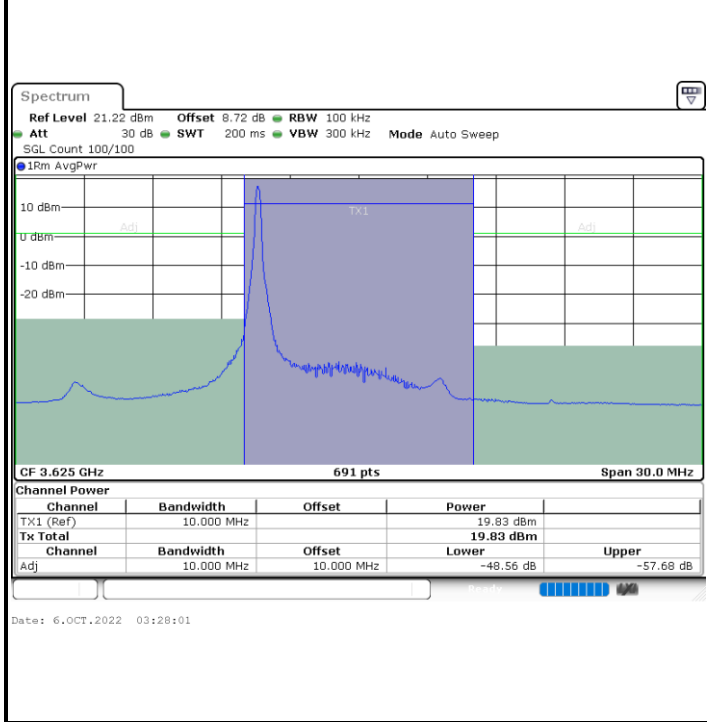 Spectrum
Ref Level 21.22 dBm Offset 8.72 dB RBW 100 kHz
Att 30 dB SWT 200 ms VBW 300 kHz Mode Auto Sweep
SGL Count 100/100
1Rm AvgPwr
10 dBm
TX1
Adj Adj
0 dBm
-10 dBm
-20 dBm
CF 3.625 GHz 691 pts Span 30.0 MHz
Channel Power
Channel Bandwidth Offset Power
TX1 (Ref) 10.000 MHz 19.83 dBm
Tx Total 19.83 dBm
Channel Bandwidth Offset Lower Upper
Adj 10.000 MHz 10.000 MHz -48.56 dB -57.68 dB
Ready
Date: 6.OCT.2022 03:28:01